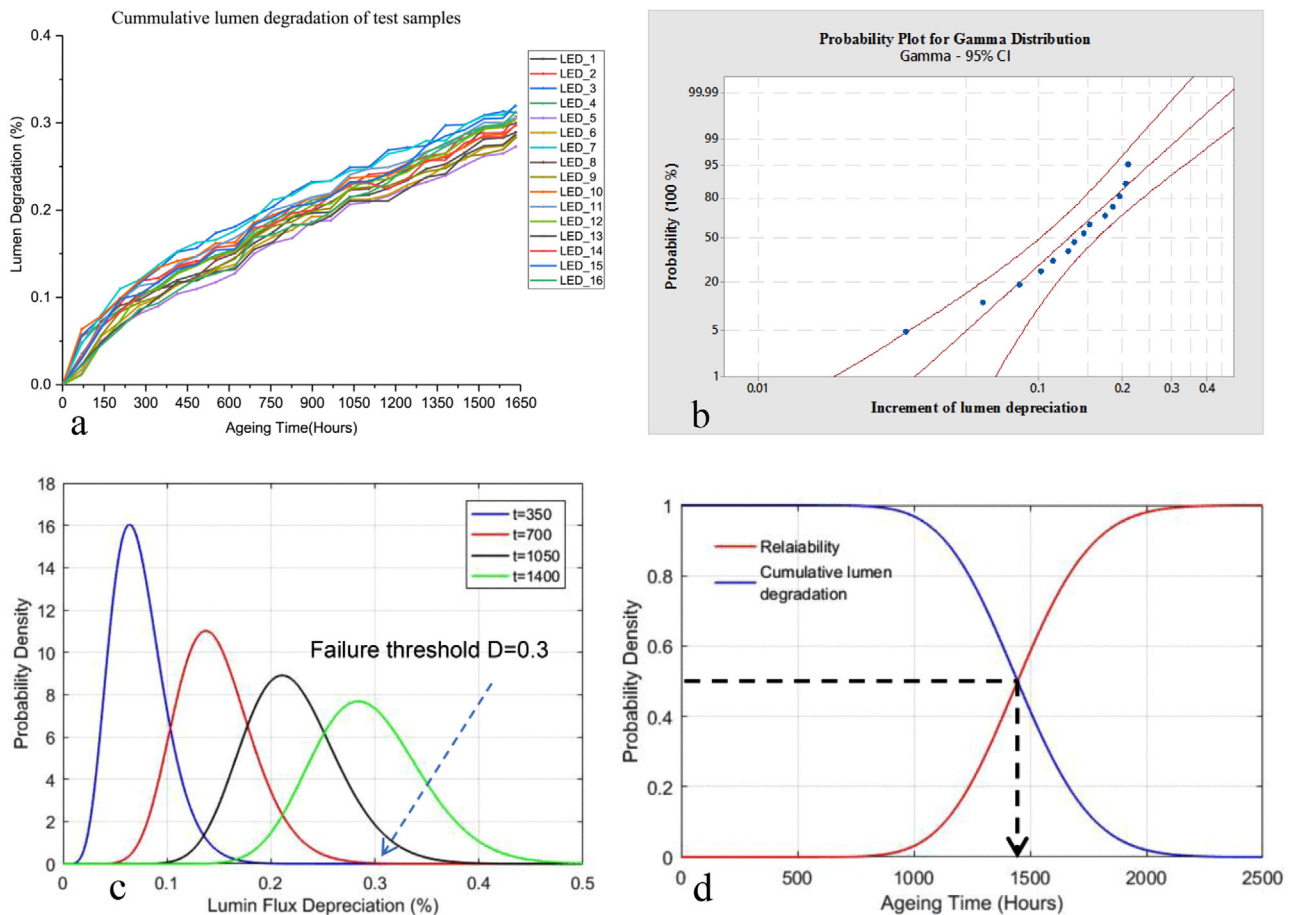 Cummulative lumen degradation of test samples
0.4
0.3
0.2
0.1
0.0
Lumen Degradation (%)
0 150 300 450 600 750 900 1050 1200 1350 1500 1650
Ageing Time(Hours)
LED_1
LED_2
LED_3
LED_4
LED_5
LED_6
LED_7
LED_8
LED_9
LED_10
LED_11
LED_12
LED_13
LED_14
LED_15
LED_16
a
Probability Plot for Gamma Distribution
Gamma - 95% CI
99.99
99
95
80
50
20
5
1
Probability (100 %)
0.01 0.1 0.2 0.3 0.4
Increment of lumen depreciation
b
18
16
14
12
10
8
6
4
2
0
Probability Density
t=350
t=700
t=1050
t=1400
Failure threshold D=0.3
0 0.1 0.2 0.3 0.4 0.5
Lumin Flux Depreciation (%)
c
1
0.8
0.6
0.4
0.2
0
Probability Density
Relaiability
Cumulative lumen
degradation
0 500 1000 1500 2000 2500
Ageing Time (Hours)
d